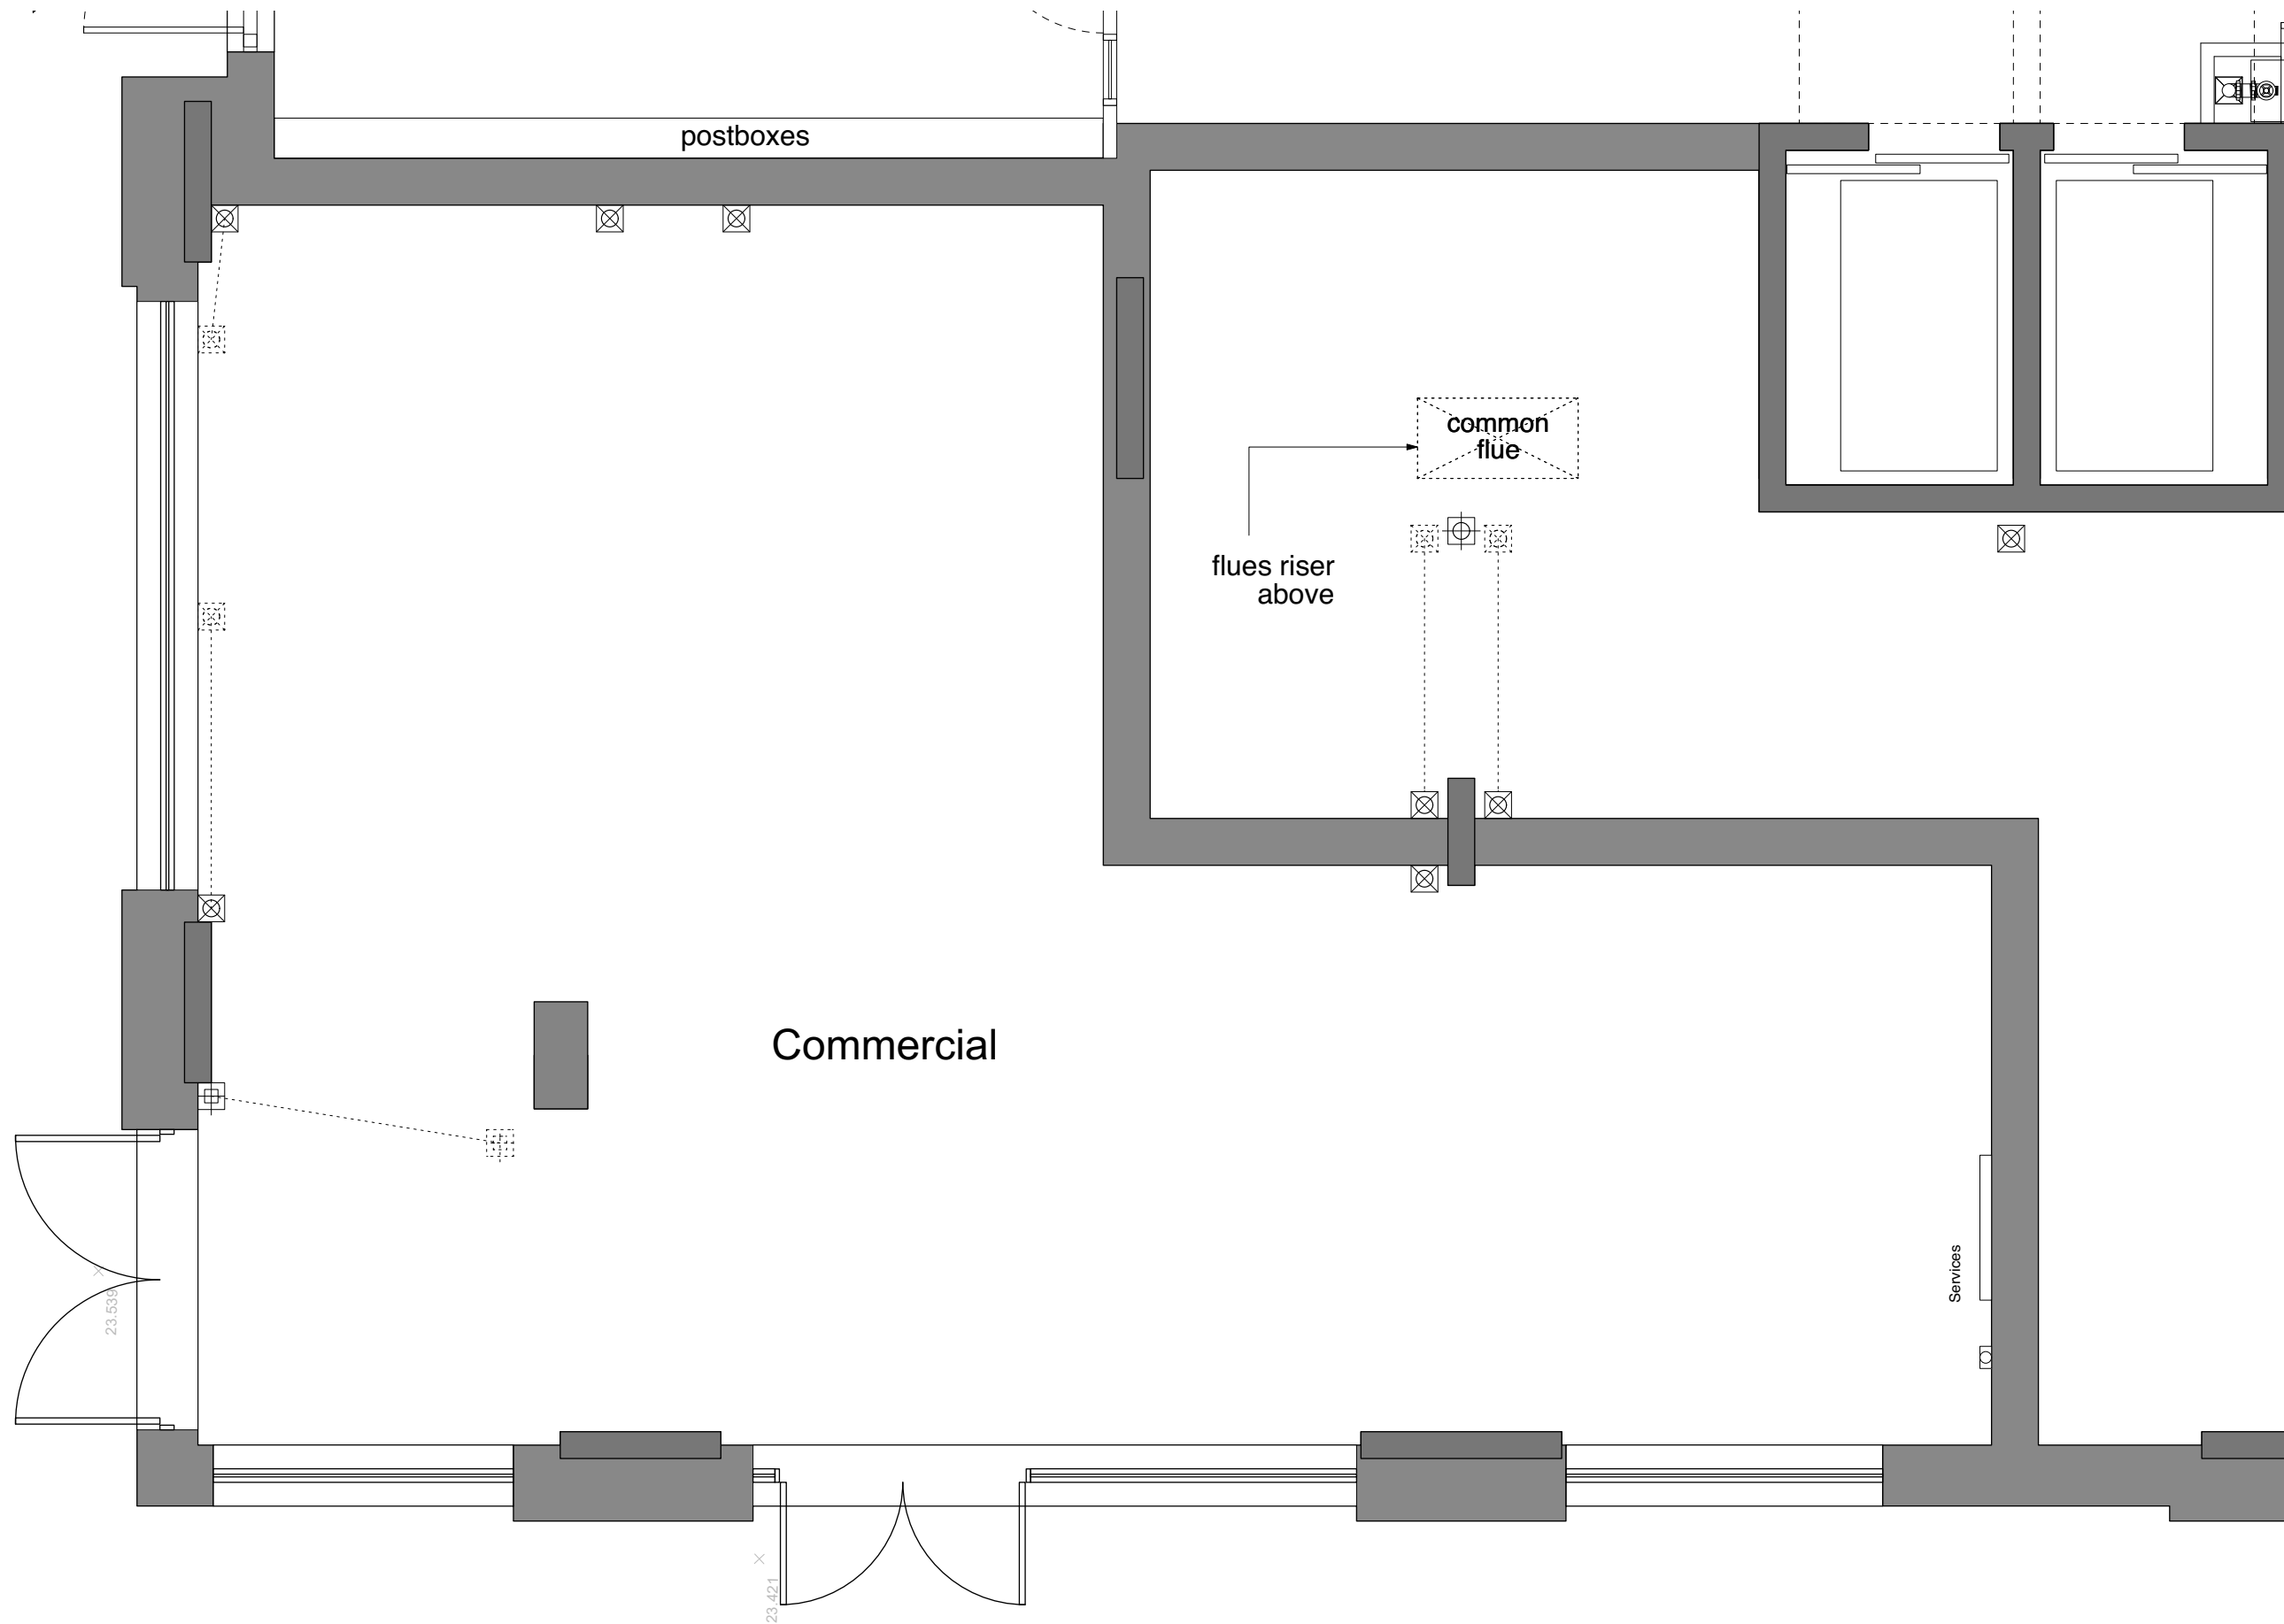 postboxes
common
flue
flues riser
above
Commercial
Services
23.539
23.421